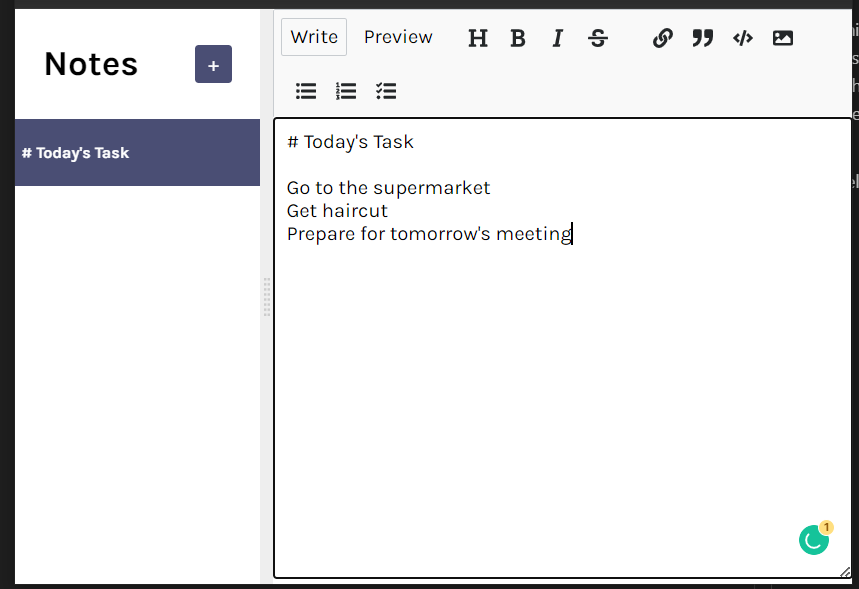 Notes
+
# Today's Task
Write Preview H B I S
# Today's Task
Go to the supermarket
Get haircut
Prepare for tomorrow's meeting
1